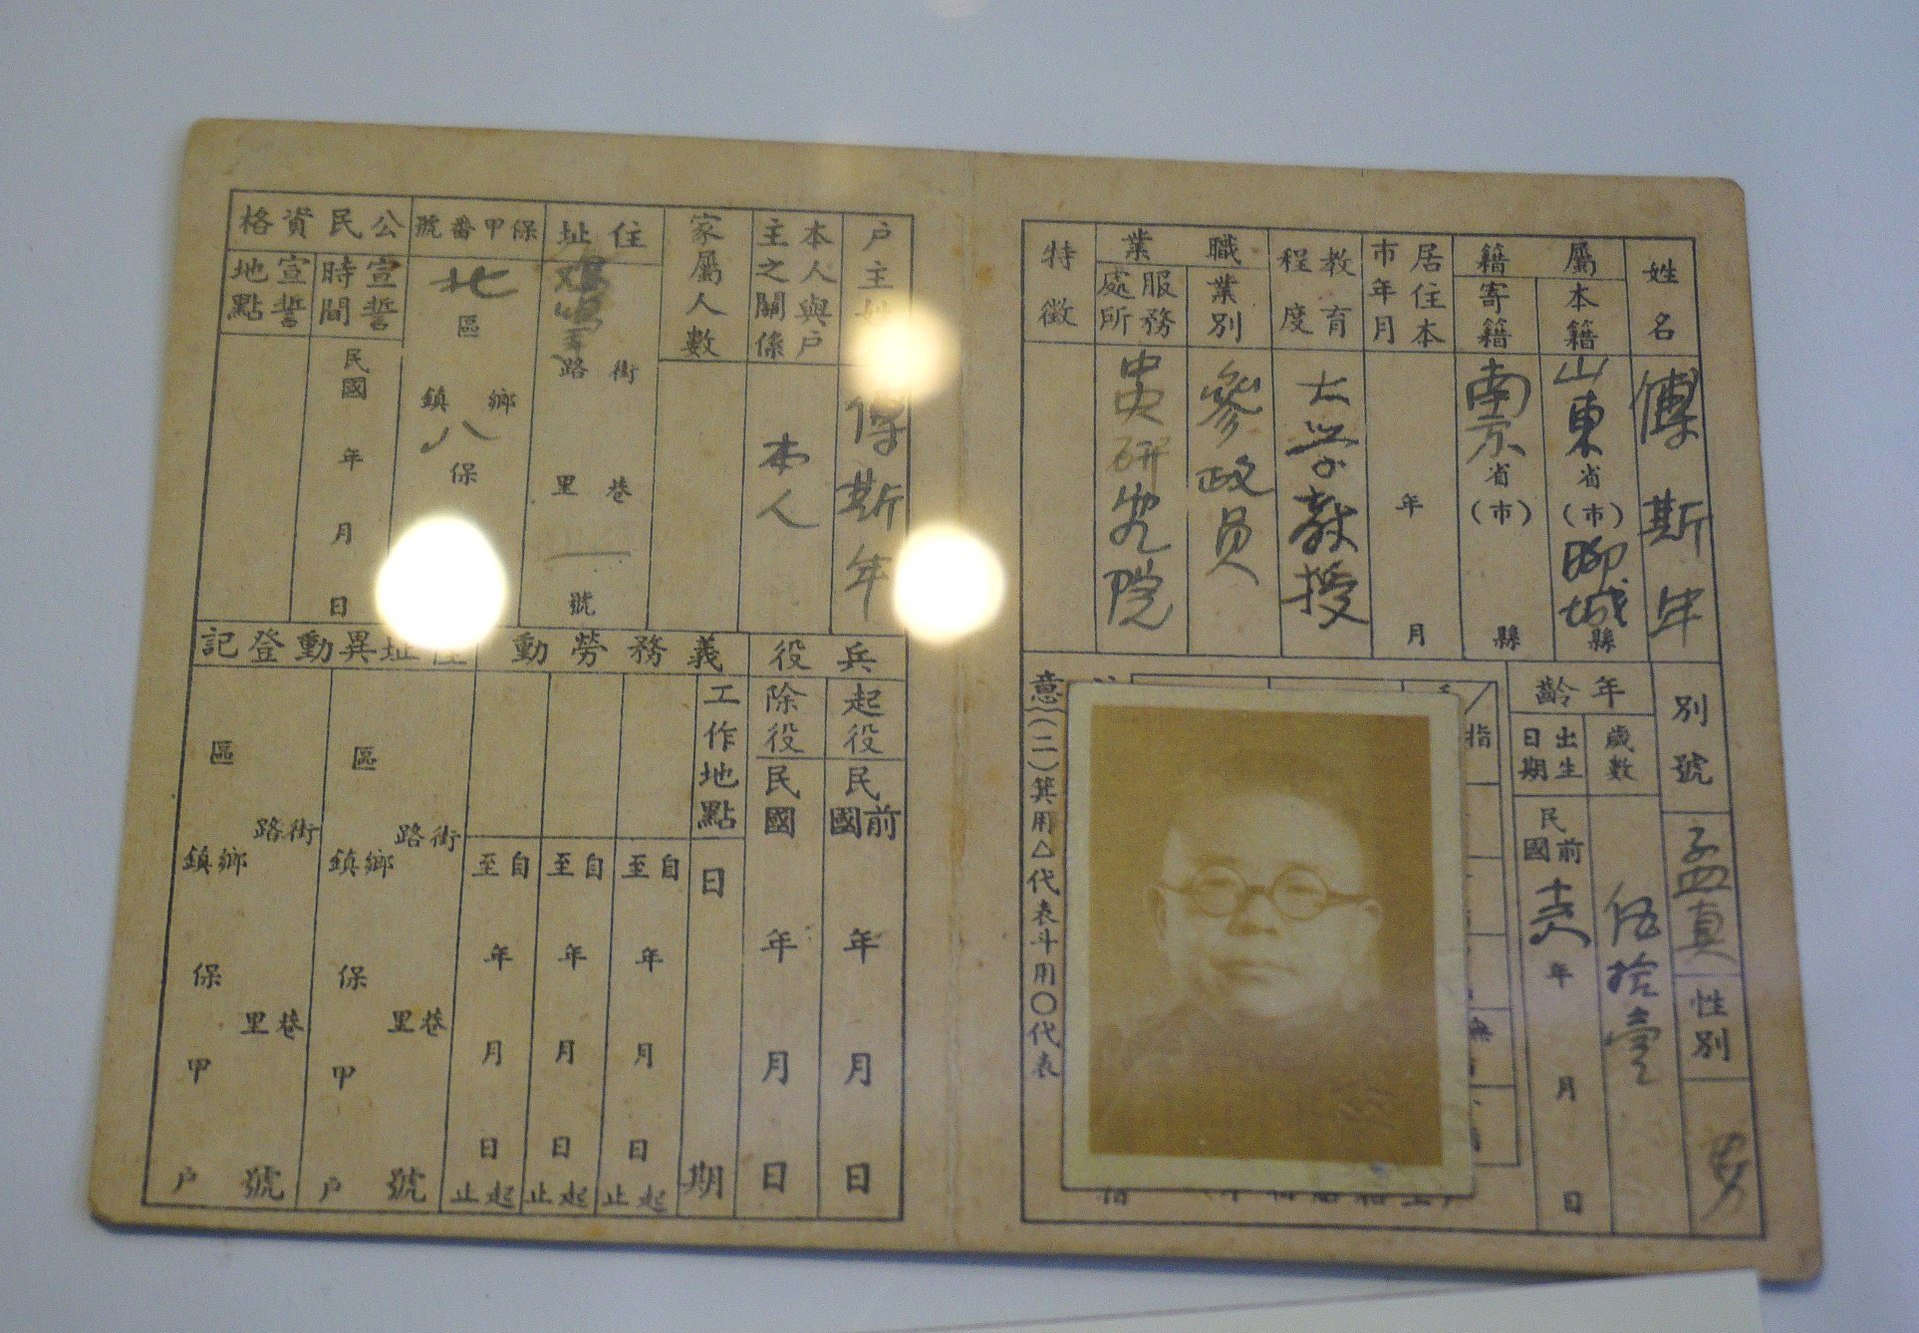 姓名
傅斯年
別號
孟真
性別
男
屬籍
本籍
山東省(市)聊城縣
寄籍
南京省(市)縣
年齡
歲數
伍拾壹
出生日期
民國前
年月日
居住本市年月
年月
教育程度
大学教授
職業
業別
參政員
服務處所
史研究院
特徵
指
意(二)箕用△代表斗用〇代表
戶主
傅斯年
本人與戶主之關係
本人
家屬人數
住址
街路
巷里
一號
保甲番號
北區
鄉鎮
八保
公民資格
宣誓時間
民國年月日
宣誓地點
兵役
起役
民國前年月日
除役
民國年月日
義務勞動
工作地點
日期
自年月日起
至止
自年月日起
至止
自年月日起
至止
住址異動登記
區
街路
鄉鎮
保
巷里
甲
戶號
區
街路
鄉鎮
保
巷里
甲
戶號